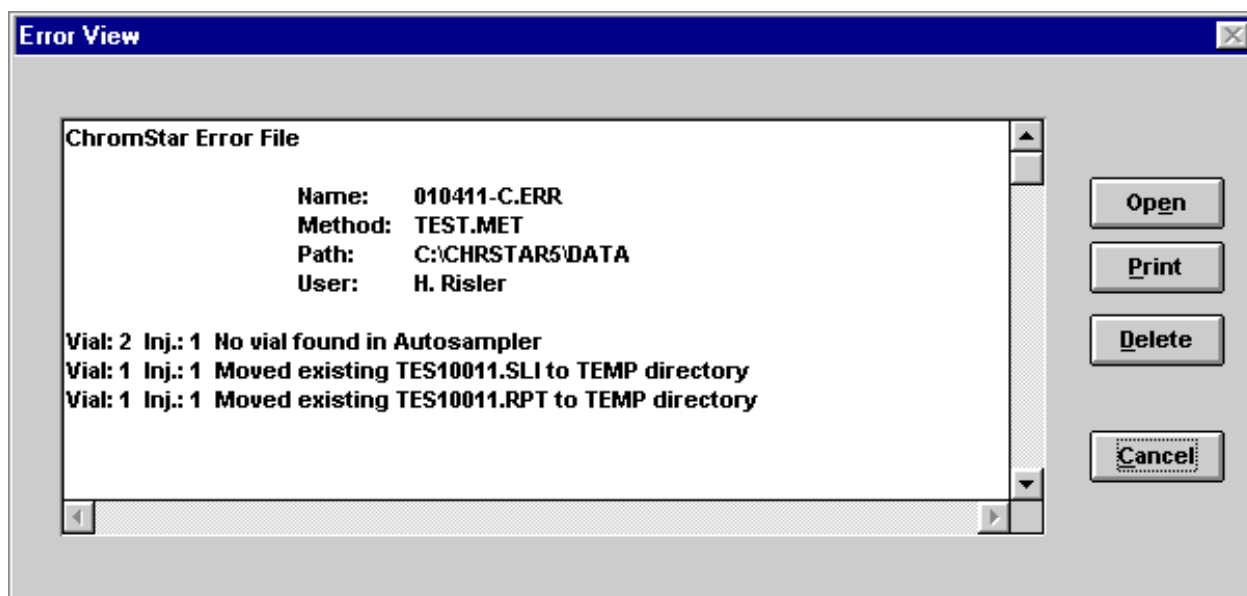 Error View
ChromStar Error File
Name: 010411-C.ERR
Method: TEST.MET
Path: C:\CHRSTAR5\DATA
User: H. Risler
Vial: 2 Inj.: 1 No vial found in Autosampler
Vial: 1 Inj.: 1 Moved existing TES10011.SLI to TEMP directory
Vial: 1 Inj.: 1 Moved existing TES10011.RPT to TEMP directory
Open
Print
Delete
Cancel